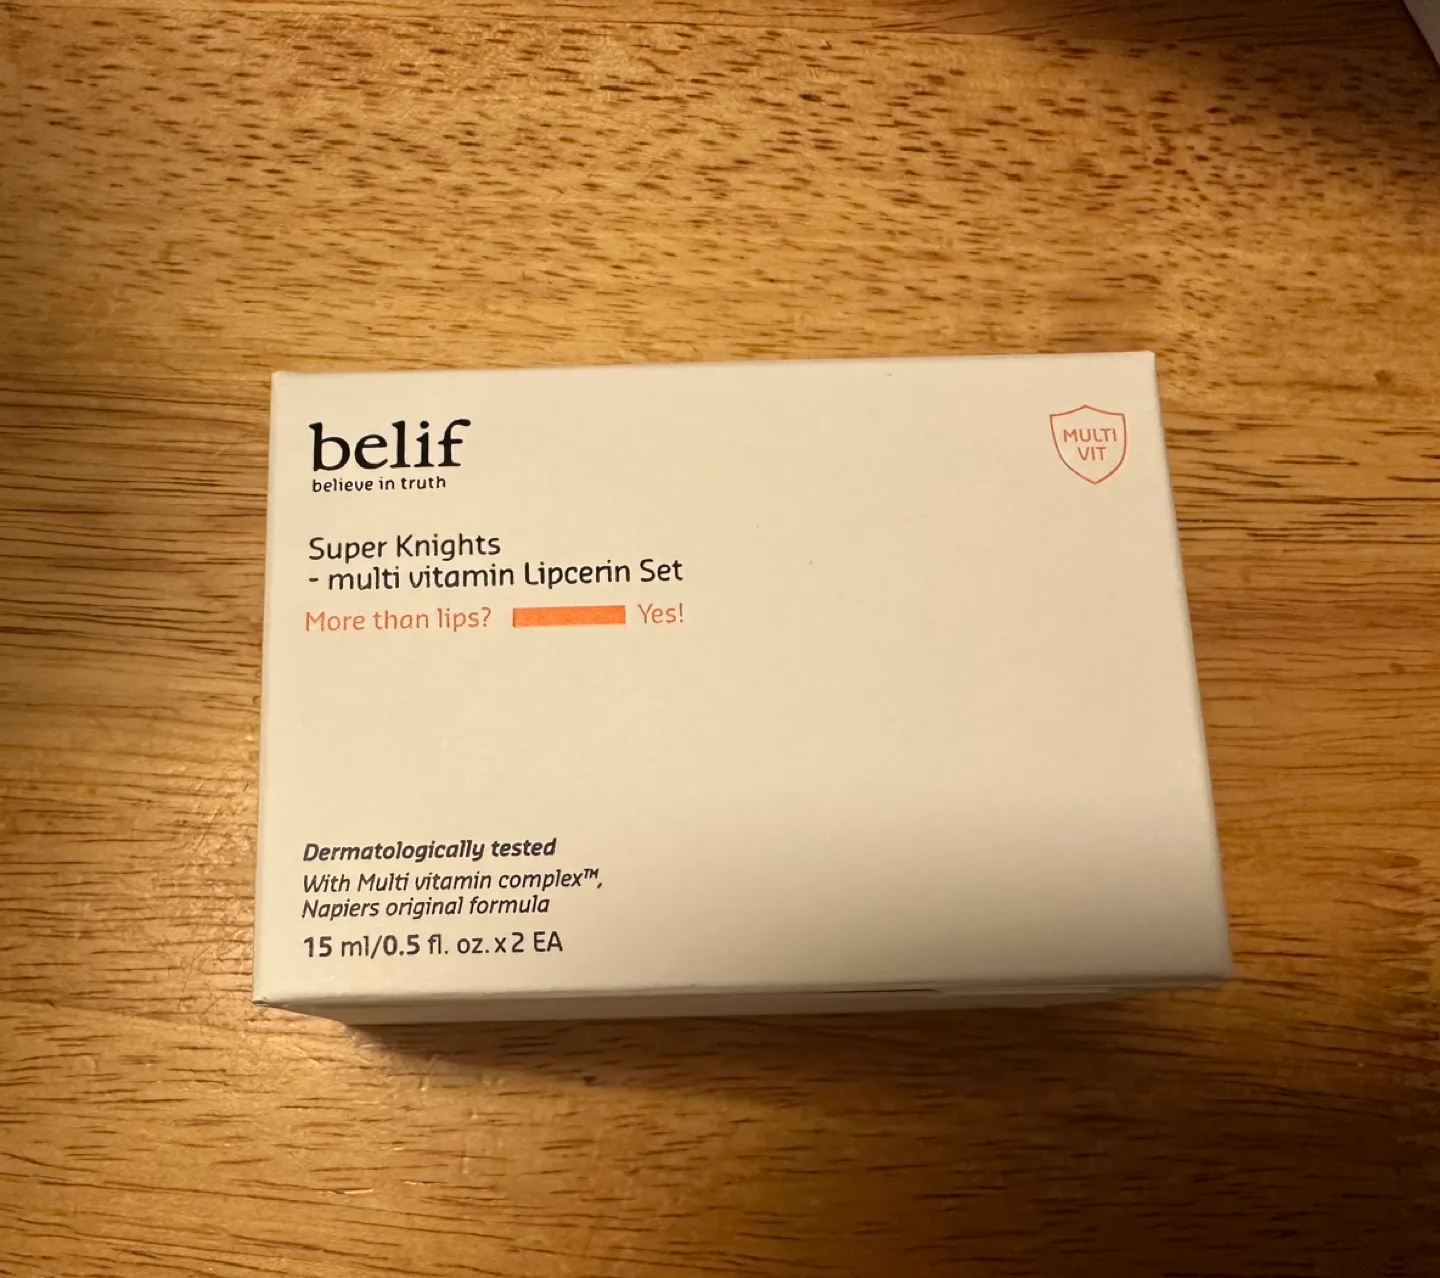 belif
believe in truth
MULTI
VIT
Super Knights
- multi vitamin Lipcerin Set
More than lips? Yes!
Dermatologically tested
With Multi vitamin complex™,
Napiers original formula
15 ml/0.5 fl. oz. x 2 EA